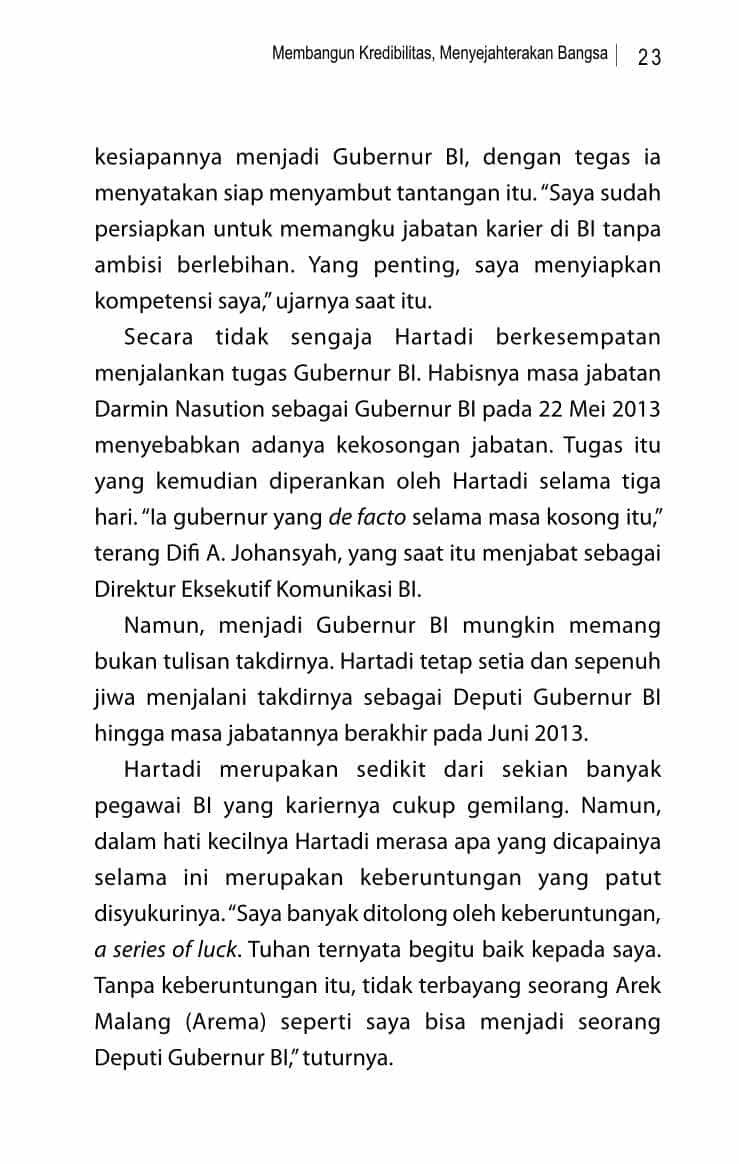 Membangun Kredibilitas, Menyejahterakan Bangsa | 23
kesiapannya menjadi Gubernur BI, dengan tegas ia
menyatakan siap menyambut tantangan itu. “Saya sudah
persiapkan untuk memangku jabatan karier di BI tanpa
ambisi berlebihan. Yang penting, saya menyiapkan
kompetensi saya,” ujarnya saat itu.
Secara tidak sengaja Hartadi berkesempatan
menjalankan tugas Gubernur BI. Habisnya masa jabatan
Darmin Nasution sebagai Gubernur BI pada 22 Mei 2013
menyebabkan adanya kekosongan jabatan. Tugas itu
yang kemudian diperankan oleh Hartadi selama tiga
hari. “Ia gubernur yang de facto selama masa kosong itu,”
terang Difi A. Johansyah, yang saat itu menjabat sebagai
Direktur Eksekutif Komunikasi BI.
Namun, menjadi Gubernur BI mungkin memang
bukan tulisan takdirnya. Hartadi tetap setia dan sepenuh
jiwa menjalani takdirnya sebagai Deputi Gubernur BI
hingga masa jabatannya berakhir pada Juni 2013.
Hartadi merupakan sedikit dari sekian banyak
pegawai BI yang kariernya cukup gemilang. Namun,
dalam hati kecilnya Hartadi merasa apa yang dicapainya
selama ini merupakan keberuntungan yang patut
disyukurinya. “Saya banyak ditolong oleh keberuntungan,
a series of luck. Tuhan ternyata begitu baik kepada saya.
Tanpa keberuntungan itu, tidak terbayang seorang Arek
Malang (Arema) seperti saya bisa menjadi seorang
Deputi Gubernur BI,” tuturnya.